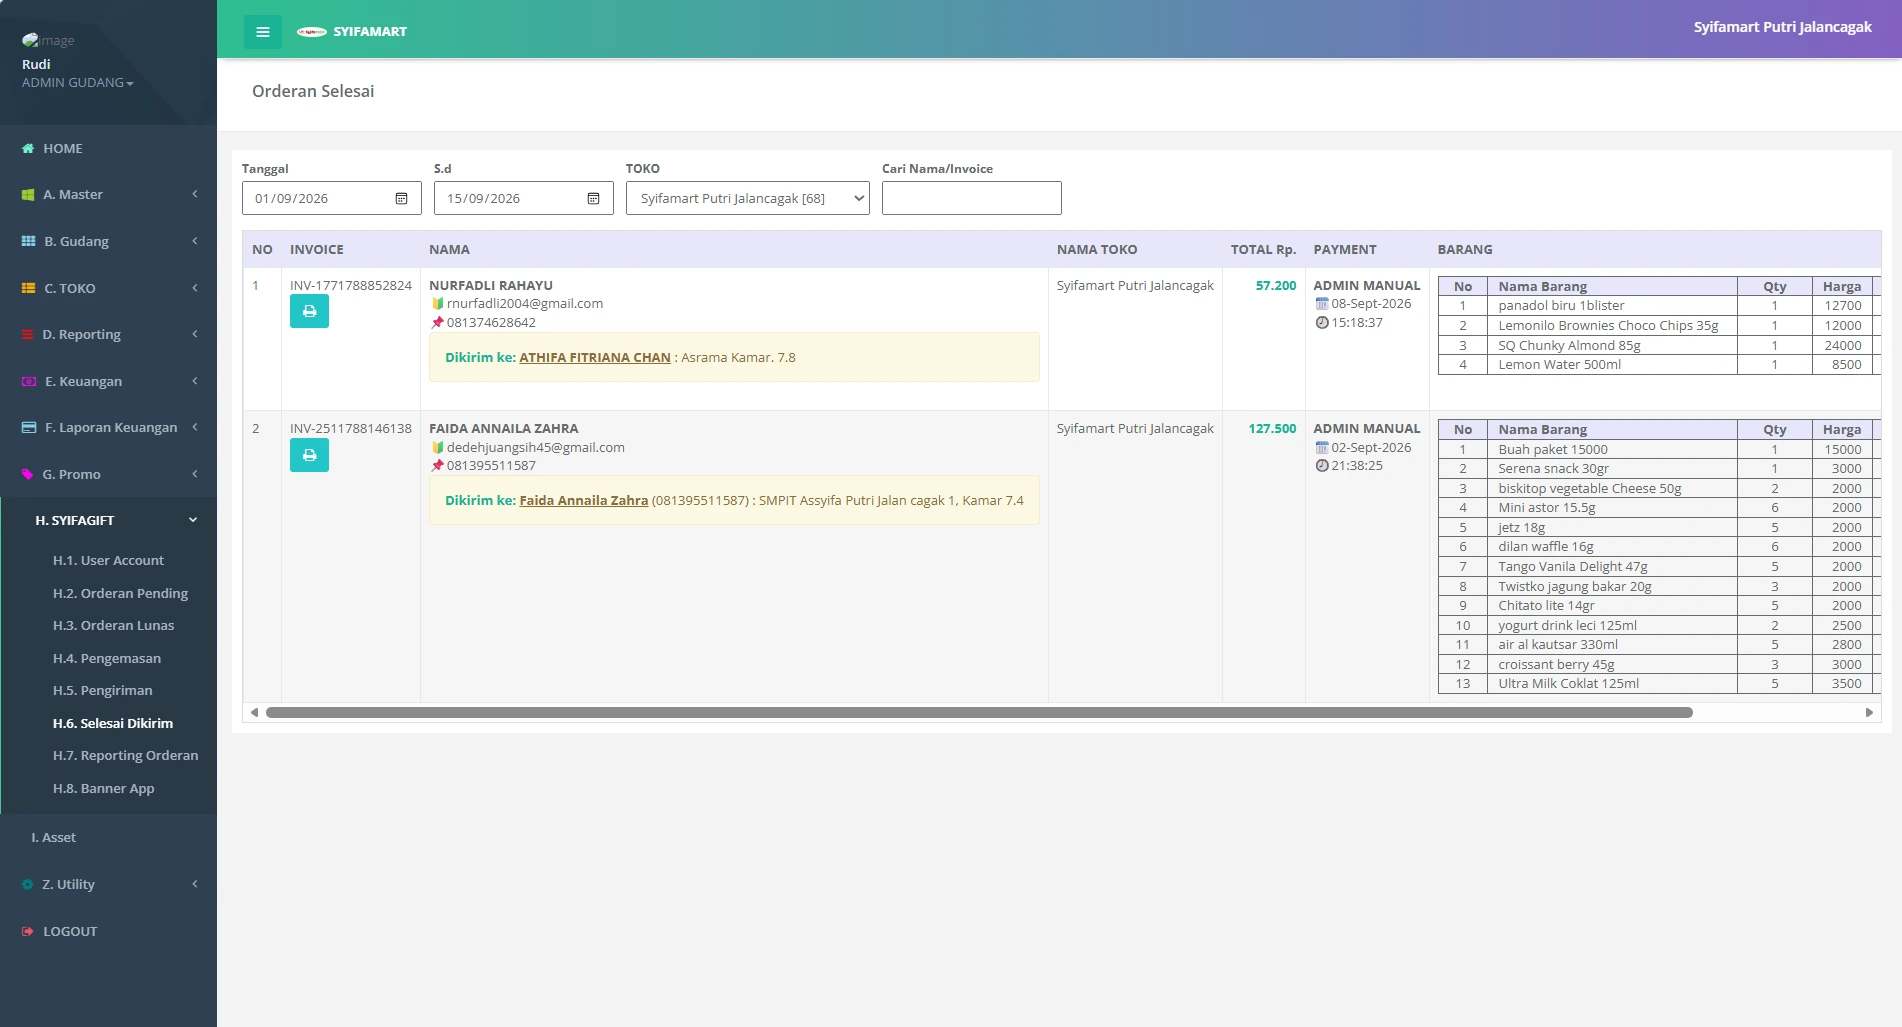 image
Rudi
ADMIN GUDANG
HOME
A. Master
B. Gudang
C. TOKO
D. Reporting
E. Keuangan
F. Laporan Keuangan
G. Promo
H. SYIFAGIFT
H.1. User Account
H.2. Orderan Pending
H.3. Orderan Lunas
H.4. Pengemasan
H.5. Pengiriman
H.6. Selesai Dikirim
H.7. Reporting Orderan
H.8. Banner App
I. Asset
Z. Utility
LOGOUT
SYIFAMART
Syifamart Putri Jalancagak
Orderan Selesai
Tanggal S.d TOKO Cari Nama/Invoice
01/09/2026 15/09/2026 Syifamart Putri Jalancagak [68]
NO INVOICE NAMA NAMA TOKO TOTAL Rp. PAYMENT BARANG
1 INV-1771788852824 NURFADLI RAHAYU Syifamart Putri Jalancagak 57.200 ADMIN MANUAL
rnurfadli2004@gmail.com 08-Sept-2026
081374628642 15:18:37
Dikirim ke: ATHIFA FITRIANA CHAN : Asrama Kamar. 7.8
No Nama Barang Qty Harga
1 panadol biru 1blister 1 12700
2 Lemonilo Brownies Choco Chips 35g 1 12000
3 SQ Chunky Almond 85g 1 24000
4 Lemon Water 500ml 1 8500
2 INV-2511788146138 FAIDA ANNAILA ZAHRA Syifamart Putri Jalancagak 127.500 ADMIN MANUAL
dedehjuangsih45@gmail.com 02-Sept-2026
081395511587 21:38:25
Dikirim ke: Faida Annaila Zahra (081395511587) : SMPIT Assyifa Putri Jalan cagak 1, Kamar 7.4
No Nama Barang Qty Harga
1 Buah paket 15000 1 15000
2 Serena snack 30gr 1 3000
3 biskitop vegetable Cheese 50g 2 2000
4 Mini astor 15.5g 6 2000
5 jetz 18g 5 2000
6 dilan waffle 16g 6 2000
7 Tango Vanila Delight 47g 5 2000
8 Twistko jagung bakar 20g 3 2000
9 Chitato lite 14gr 5 2000
10 yogurt drink leci 125ml 2 2500
11 air al kautsar 330ml 5 2800
12 croissant berry 45g 3 3000
13 Ultra Milk Coklat 125ml 5 3500